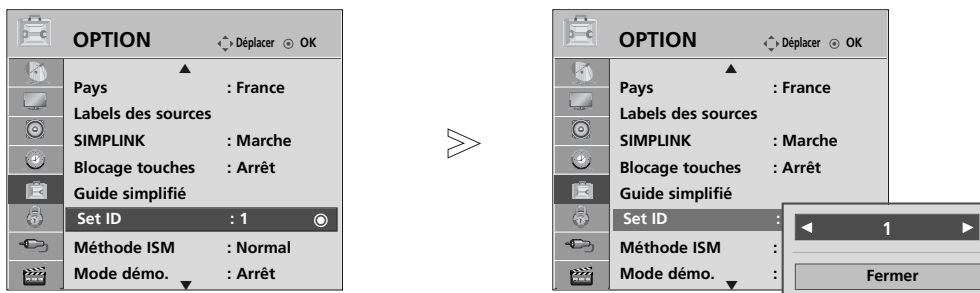 OPTION
Déplacer OK
Pays : France
Labels des sources
SIMPLINK : Marche
Blocage touches : Arrêt
Guide simplifié
Set ID : 1
Méthode ISM : Normal
Mode démo. : Arrêt
OPTION
Déplacer OK
Pays : France
Labels des sources
SIMPLINK : Marche
Blocage touches : Arrêt
Guide simplifié
Set ID :
Méthode ISM :
Mode démo. :
1
Fermer